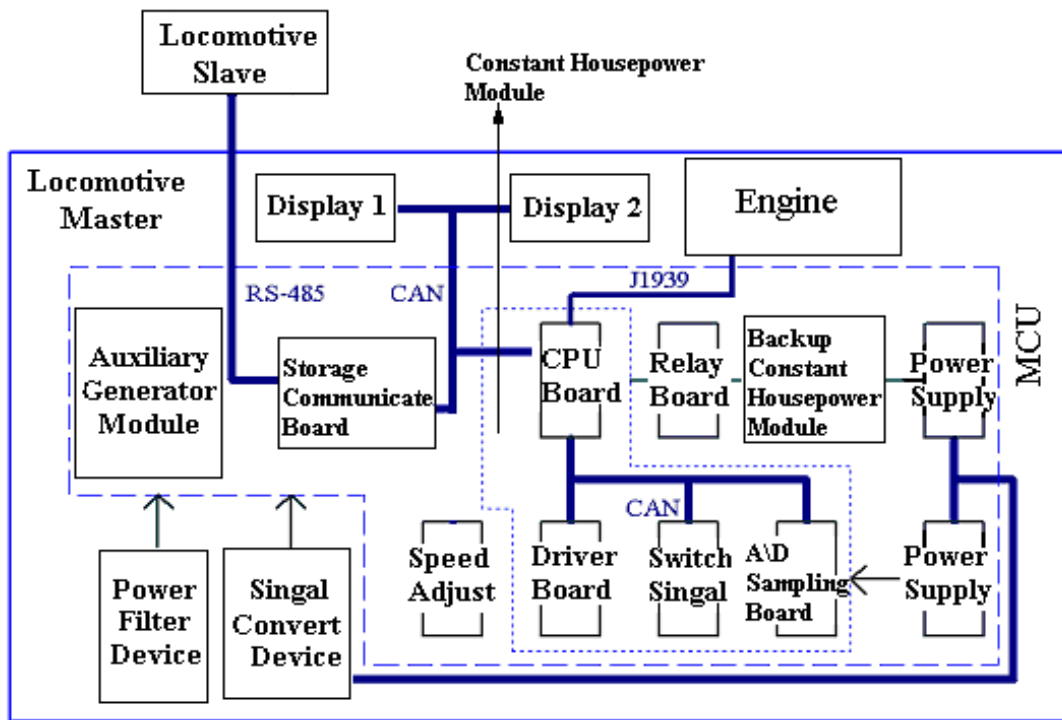 Locomotive
Slave
Constant Housepower
Module
Locomotive
Master
Display 1
Display 2
Engine
RS-485
CAN
J1939
MCU
Auxiliary
Generator
Module
Storage
Communicate
Board
CPU
Board
Relay
Board
Backup
Constant
Housepower
Module
Power
Supply
CAN
Speed
Adjust
Driver
Board
Switch
Singal
A\D
Sampling
Board
Power
Supply
Power
Filter
Device
Singal
Convert
Device